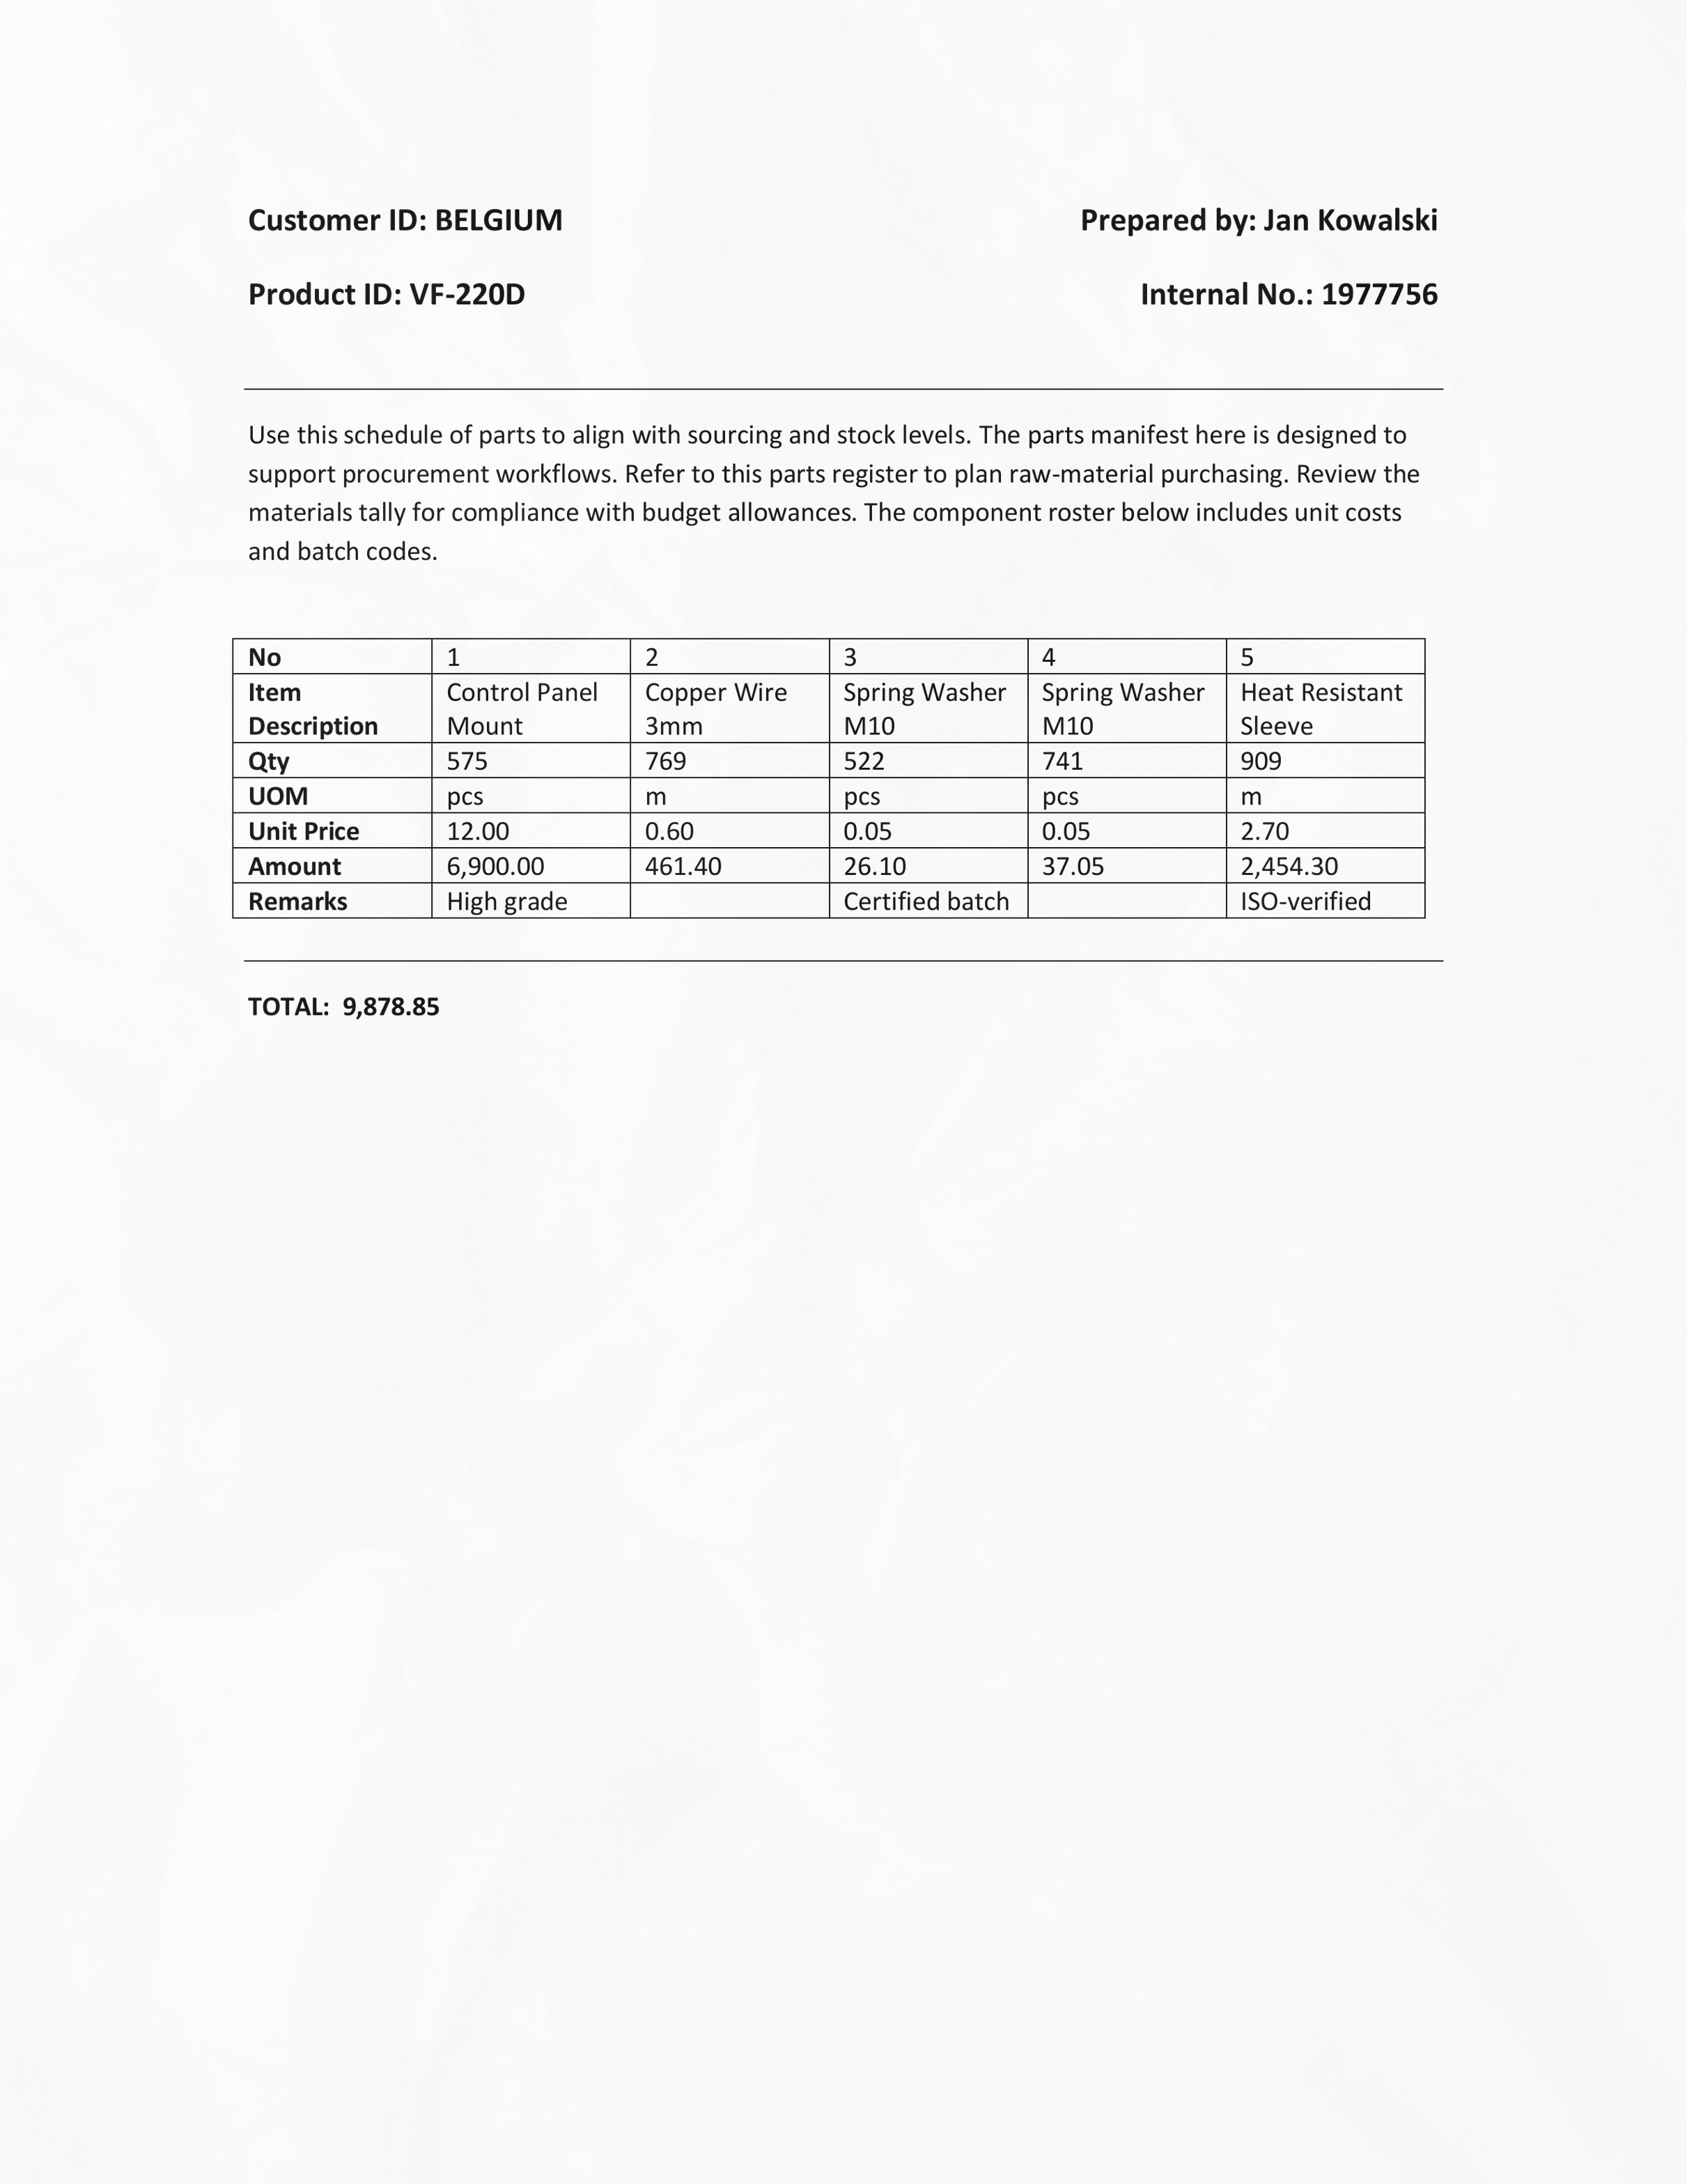 Customer ID: BELGIUM Prepared by: Jan Kowalski
Product ID: VF-220D Internal No.: 1977756
Use this schedule of parts to align with sourcing and stock levels. The parts manifest here is designed to
support procurement workflows. Refer to this parts register to plan raw-material purchasing. Review the
materials tally for compliance with budget allowances. The component roster below includes unit costs
and batch codes.
No 1 2 3 4 5
Item Control Panel Copper Wire Spring Washer Spring Washer Heat Resistant
Description Mount 3mm M10 M10 Sleeve
Qty 575 769 522 741 909
UOM pcs m pcs pcs m
Unit Price 12.00 0.60 0.05 0.05 2.70
Amount 6,900.00 461.40 26.10 37.05 2,454.30
Remarks High grade Certified batch ISO-verified
TOTAL: 9,878.85